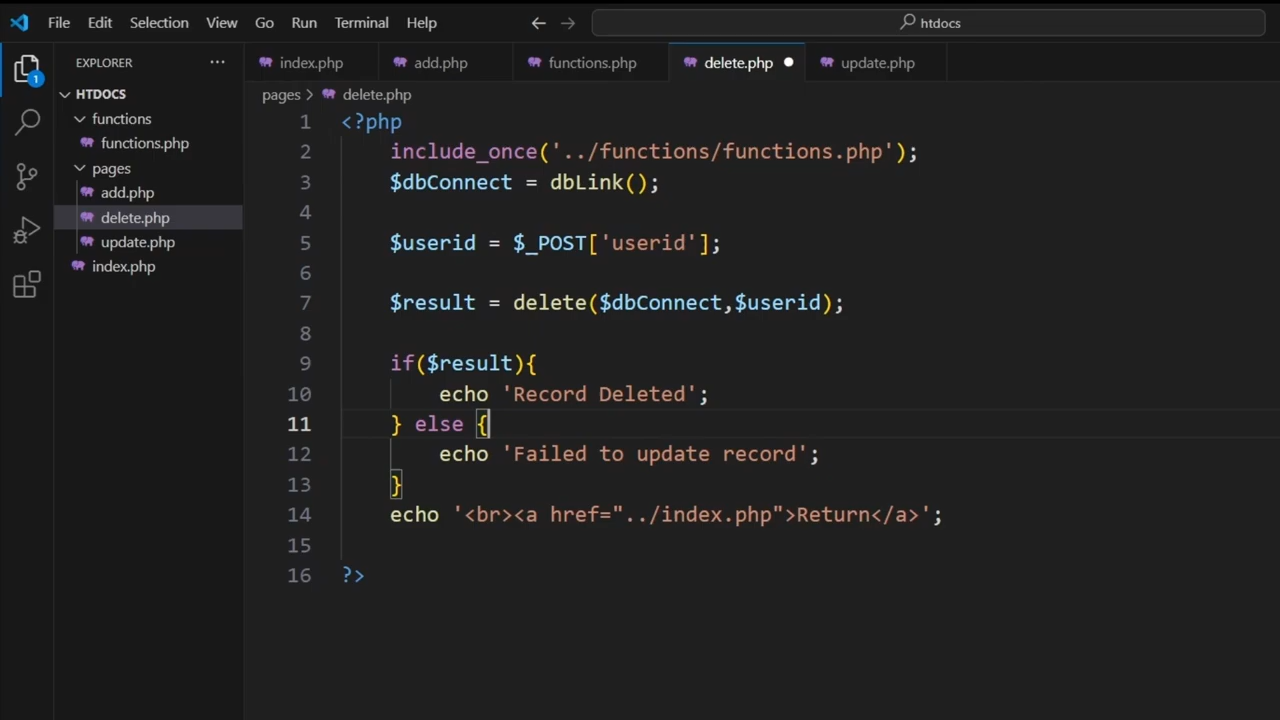 File Edit Selection View Go Run Terminal Help
htdocs
EXPLORER
index.php
add.php
functions.php
delete.php
update.php
1
HTDOCS
functions
functions.php
pages
add.php
delete.php
update.php
index.php
pages > delete.php
1 <?php
2 include_once('../functions/functions.php');
3 $dbConnect = dbLink();
4
5 $userid = $_POST['userid'];
6
7 $result = delete($dbConnect,$userid);
8
9 if($result){
10 echo 'Record Deleted';
11 } else {
12 echo 'Failed to update record';
13 }
14 echo '<br><a href="../index.php">Return</a>';
15
16 ?>